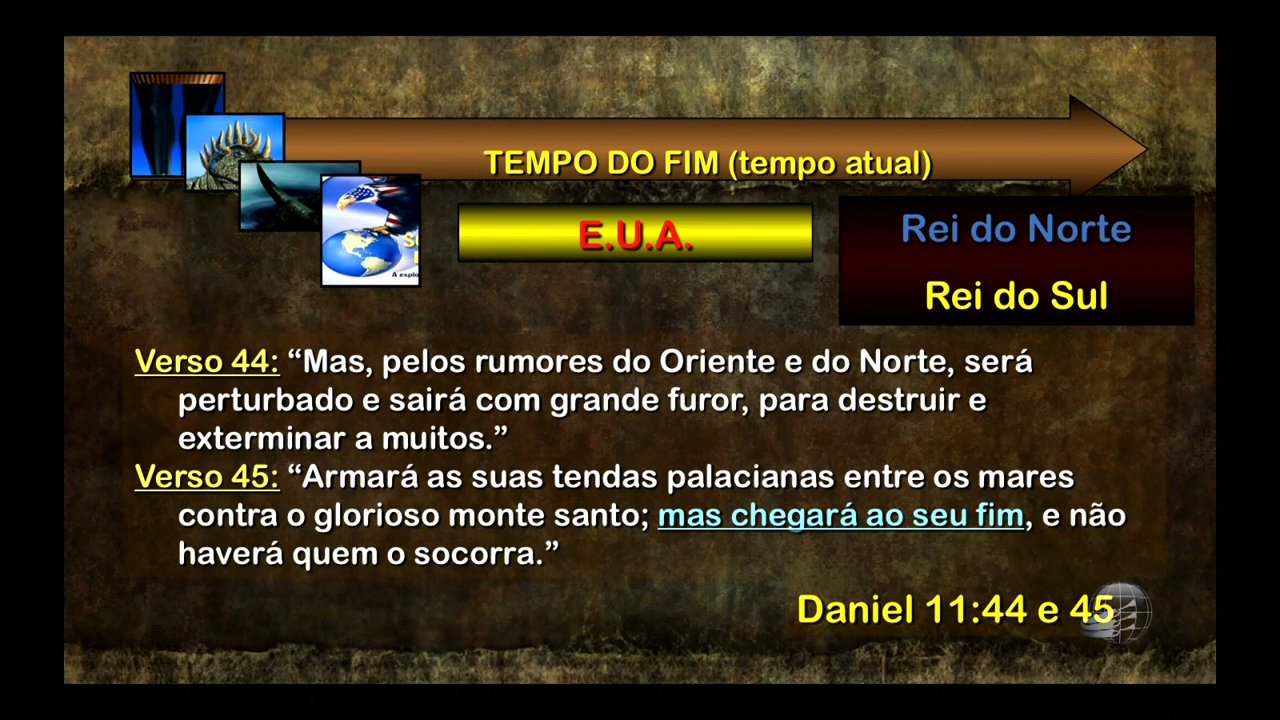 TEMPO DO FIM (tempo atual)
E.U.A.
Rei do Norte
Rei do Sul
A explo
Verso 44: “Mas, pelos rumores do Oriente e do Norte, será
perturbado e sairá com grande furor, para destruir e
exterminar a muitos.”
Verso 45: “Armará as suas tendas palacianas entre os mares
contra o glorioso monte santo; mas chegará ao seu fim, e não
haverá quem o socorra.”
Daniel 11:44 e 45